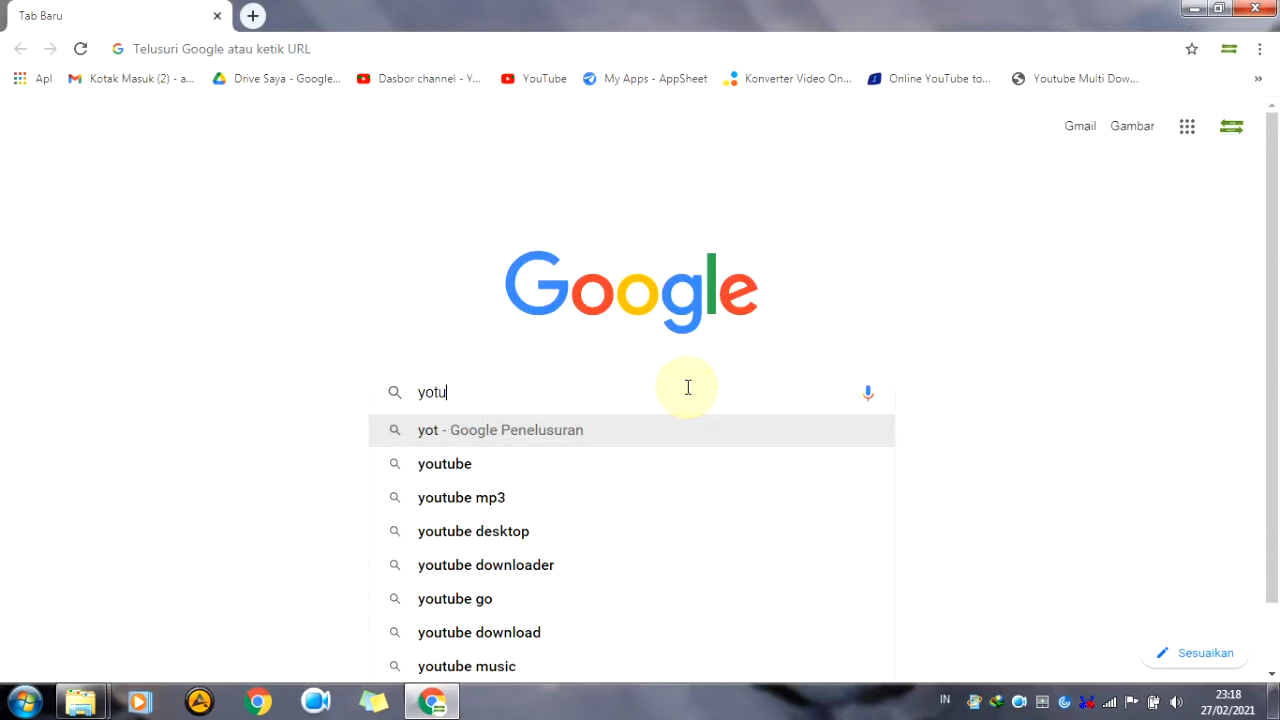 Tab Baru
Telusuri Google atau ketik URL
Apl Kotak Masuk (2) - a... Drive Saya - Google... Dasbor channel - Y... YouTube My Apps - AppSheet Konverter Video On... Online YouTube to... Youtube Multi Dow... »
Gmail Gambar
Google
yotu
yot - Google Penelusuran
youtube
youtube mp3
youtube desktop
youtube downloader
youtube go
youtube download
youtube music
Sesuaikan
IN 23:18
27/02/2021